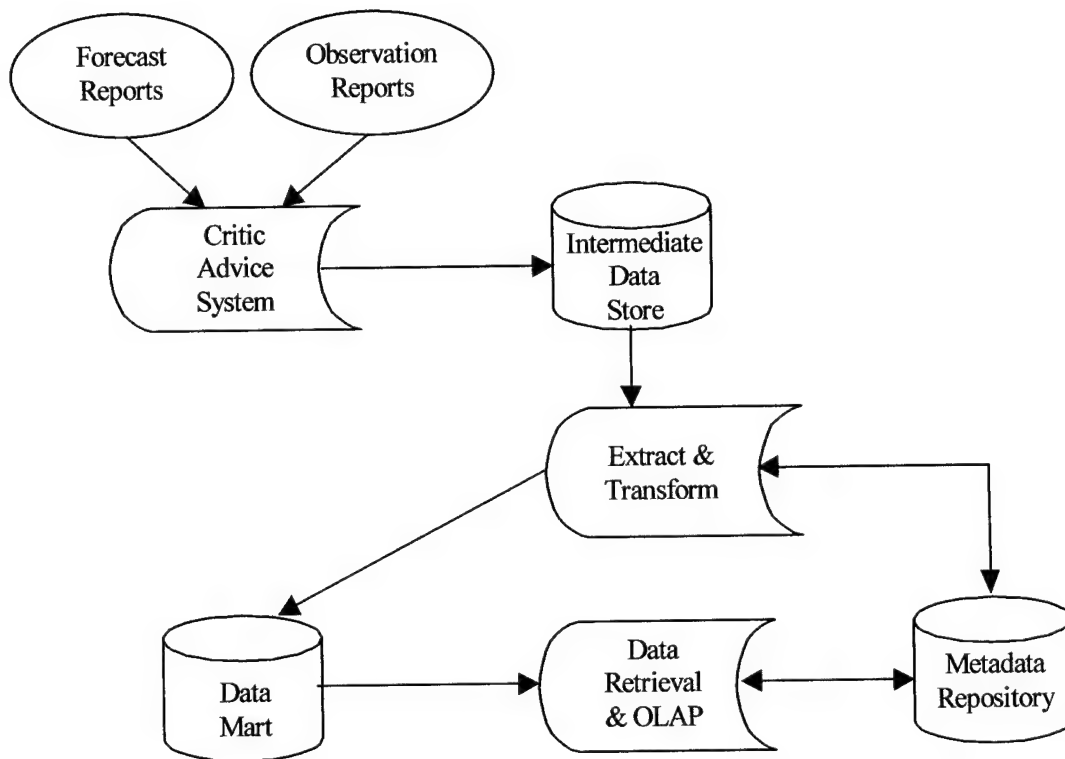 Forecast
Reports
Observation
Reports
Critic
Advice
System
Intermediate
Data
Store
Extract &
Transform
Data
Mart
Data
Retrieval
& OLAP
Metadata
Repository